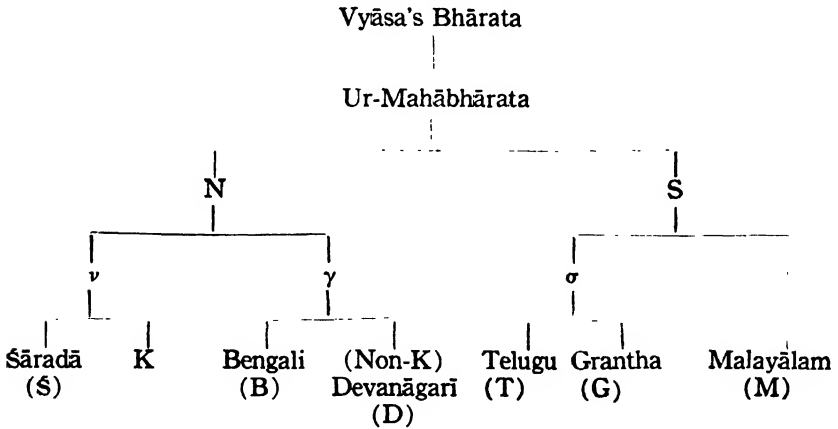 Vyāsa's Bhārata
Ur-Mahābhārata
N S
ν γ σ
Śāradā K Bengali (Non-K) Telugu Grantha Malayālam
(Ś) (B) Devanāgarī (T) (G) (M)
(D)